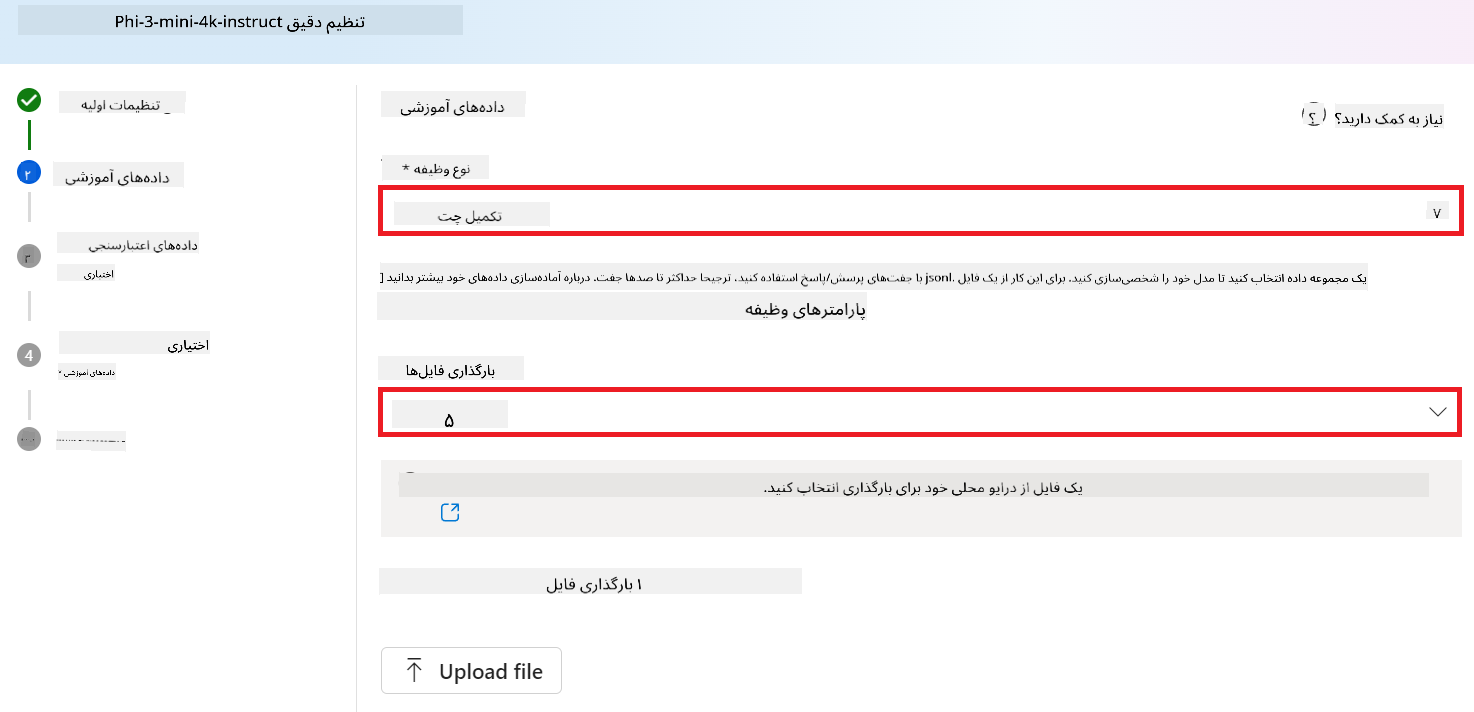 تنظیم دقیق Phi-3-mini-4k-instruct
تنظیمات اولیه
۲
داده‌های آموزشی
۳
داده‌های اعتبارسنجی
اختیاری
4
اختیاری
داده‌های آموزشی *
داده‌های آموزشی
نیاز به کمک دارید؟ ؟
نوع وظیفه *
تکمیل چت
۷
یک مجموعه داده انتخاب کنید تا مدل خود را شخصی‌سازی کنید. برای این کار از یک فایل .jsonl با جفت‌های پرسش/پاسخ استفاده کنید، ترجیحا حداکثر تا صدها جفت. درباره آماده‌سازی داده‌های خود بیشتر بدانید [
پارامترهای وظیفه
بارگذاری فایل‌ها
۵
یک فایل از درایو محلی خود برای بارگذاری انتخاب کنید.
۱ بارگذاری فایل
Upload file